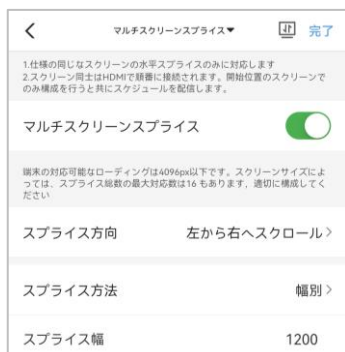 マルチスクリーンスプライス▼ 完了
1.仕様の同じなスクリーンの水平スプライスのみに対応します
2.スクリーン同士はHDMIで順番に接続されます。開始位置のスクリーンで
のみ構成を行うと共にスケジュールを配信します。
マルチスクリーンスプライス
端末の対応可能なローディングは4096px以下です。スクリーンサイズによ
っては、スプライス総数の最大対応数は16 もあります，適切に構成してく
ださい
スプライス方向 左から右へスクロール>
スプライス方法 幅別>
スプライス幅 1200